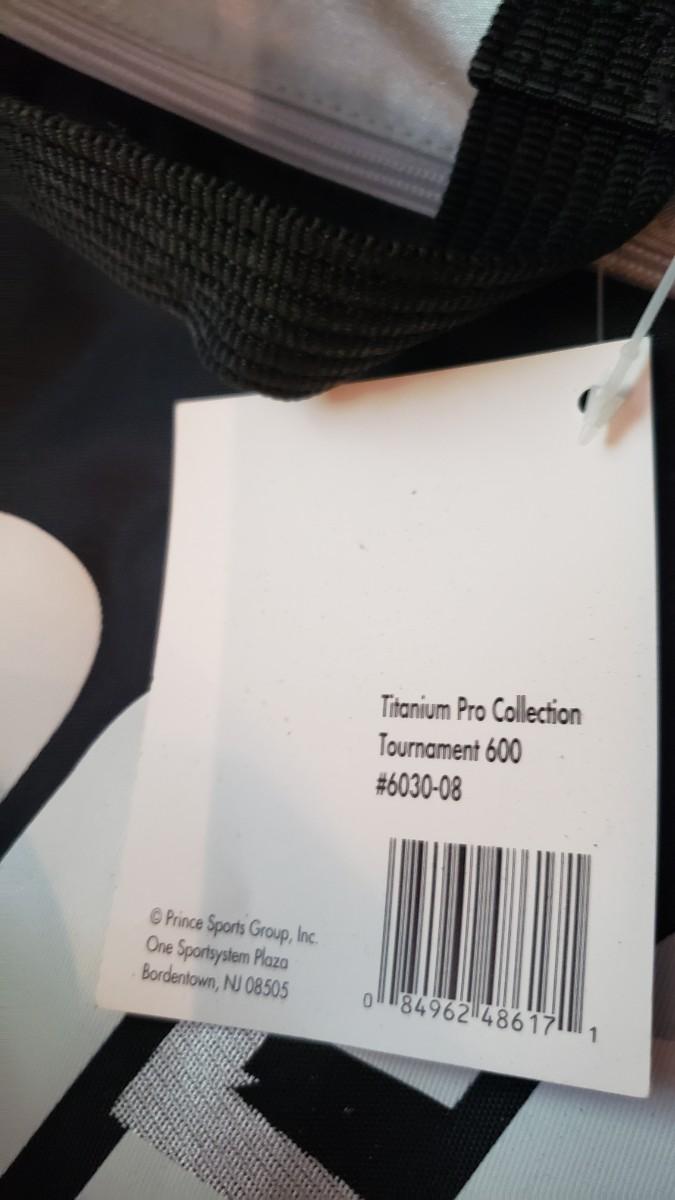 Titanium Pro Collection
Tournament 600
#6030-08
© Prince Sports Group, Inc.
One Sportsystem Plaza
Bordentown, NJ 08505
0 84962 48617 1